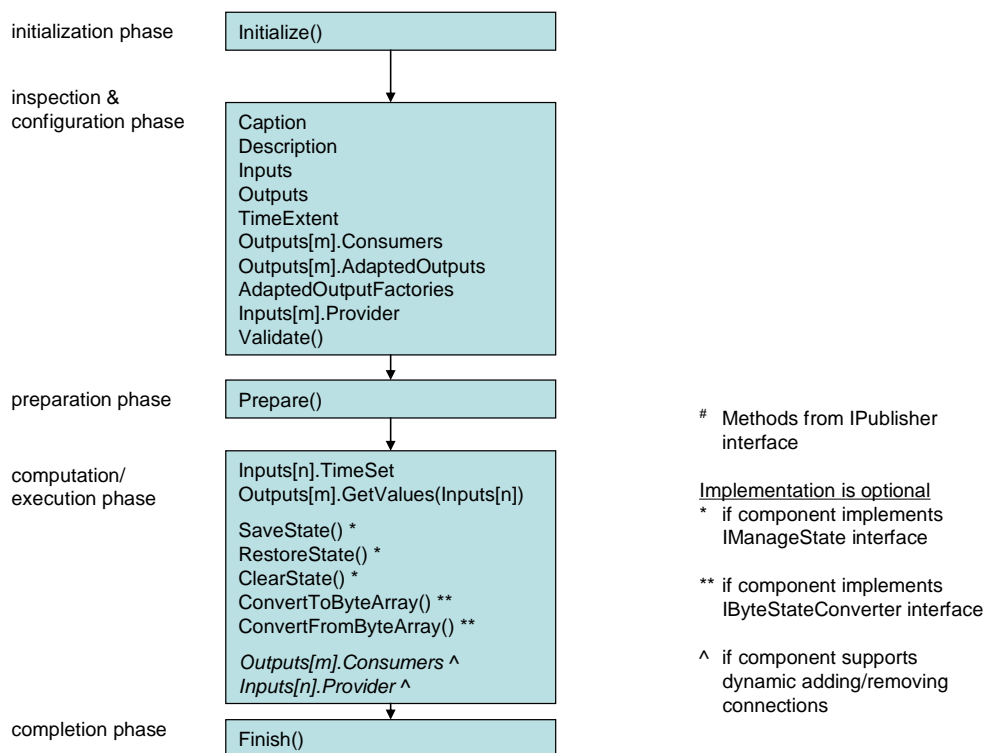 initialization phase
Initialize()
inspection &
configuration phase
Caption
Description
Inputs
Outputs
TimeExtent
Outputs[m].Consumers
Outputs[m].AdaptedOutputs
AdaptedOutputFactories
Inputs[m].Provider
Validate()
preparation phase
Prepare()
computation/
execution phase
Inputs[n].TimeSet
Outputs[m].GetValues(Inputs[n])
SaveState() *
RestoreState() *
ClearState() *
ConvertToByteArray() **
ConvertFromByteArray() **
Outputs[m].Consumers ^
Inputs[n].Provider ^
completion phase
Finish()
# Methods from IPublisher
interface
Implementation is optional
* if component implements
IManageState interface
** if component implements
IByteStateConverter interface
^ if component supports
dynamic adding/removing
connections